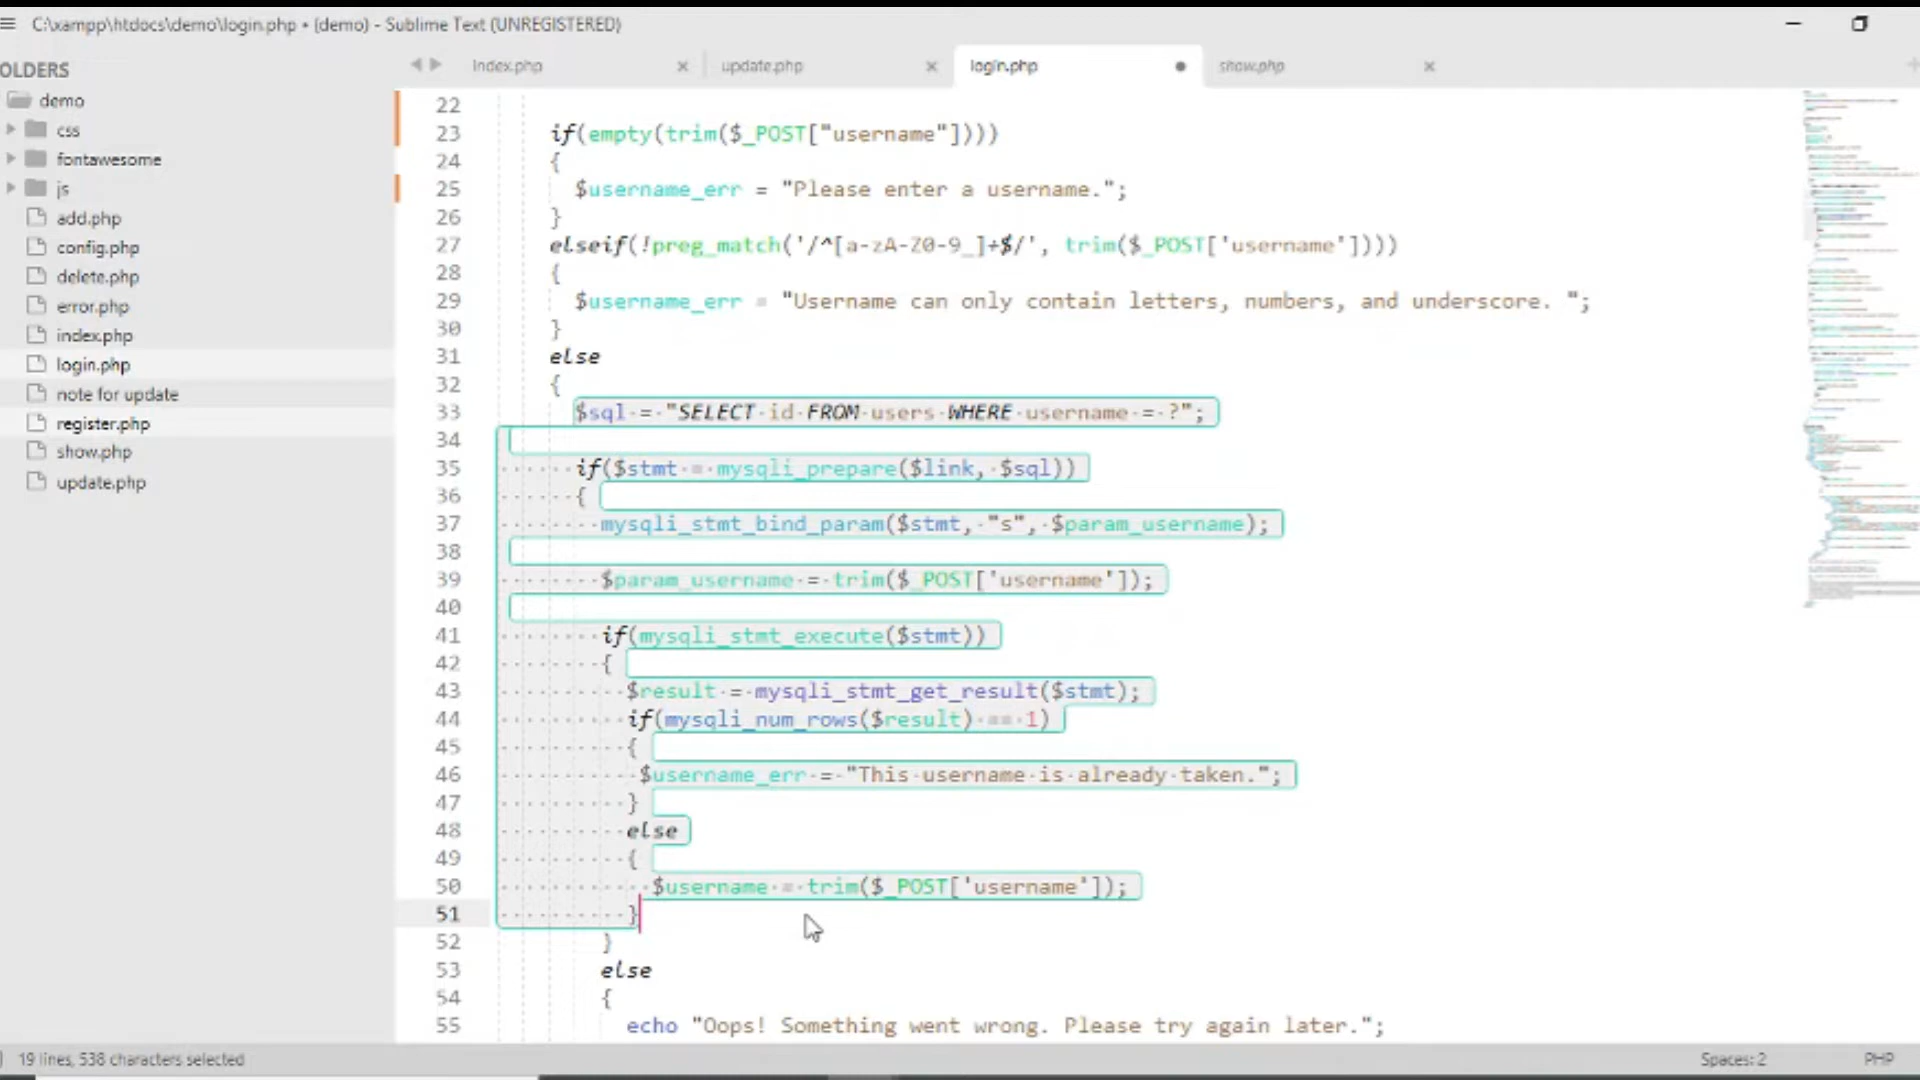 C:\xampp\htdocs\demo\login.php • (demo) - Sublime Text (UNREGISTERED)
OLDERS
demo
css
fontawesome
js
add.php
config.php
delete.php
error.php
index.php
login.php
note for update
register.php
show.php
update.php
index.php
update.php
login.php
show.php
22
23 if(empty(trim($_POST["username"])))
24 {
25 $username_err = "Please enter a username.";
26 }
27 elseif(!preg_match('/^[a-zA-Z0-9_]+$/', trim($_POST['username'])))
28 {
29 $username_err = "Username can only contain letters, numbers, and underscore. ";
30 }
31 else
32 {
33 $sql = "SELECT id FROM users WHERE username = ?";
34
35 if($stmt = mysqli_prepare($link, $sql))
36 {
37 mysqli_stmt_bind_param($stmt, "s", $param_username);
38
39 $param_username = trim($_POST['username']);
40
41 if(mysqli_stmt_execute($stmt))
42 {
43 $result = mysqli_stmt_get_result($stmt);
44 if(mysqli_num_rows($result) == 1)
45 {
46 $username_err = "This username is already taken.";
47 }
48 else
49 {
50 $username = trim($_POST['username']);
51 }
52 }
53 else
54 {
55 echo "Oops! Something went wrong. Please try again later.";
19 lines, 538 characters selected
Spaces: 2
PHP